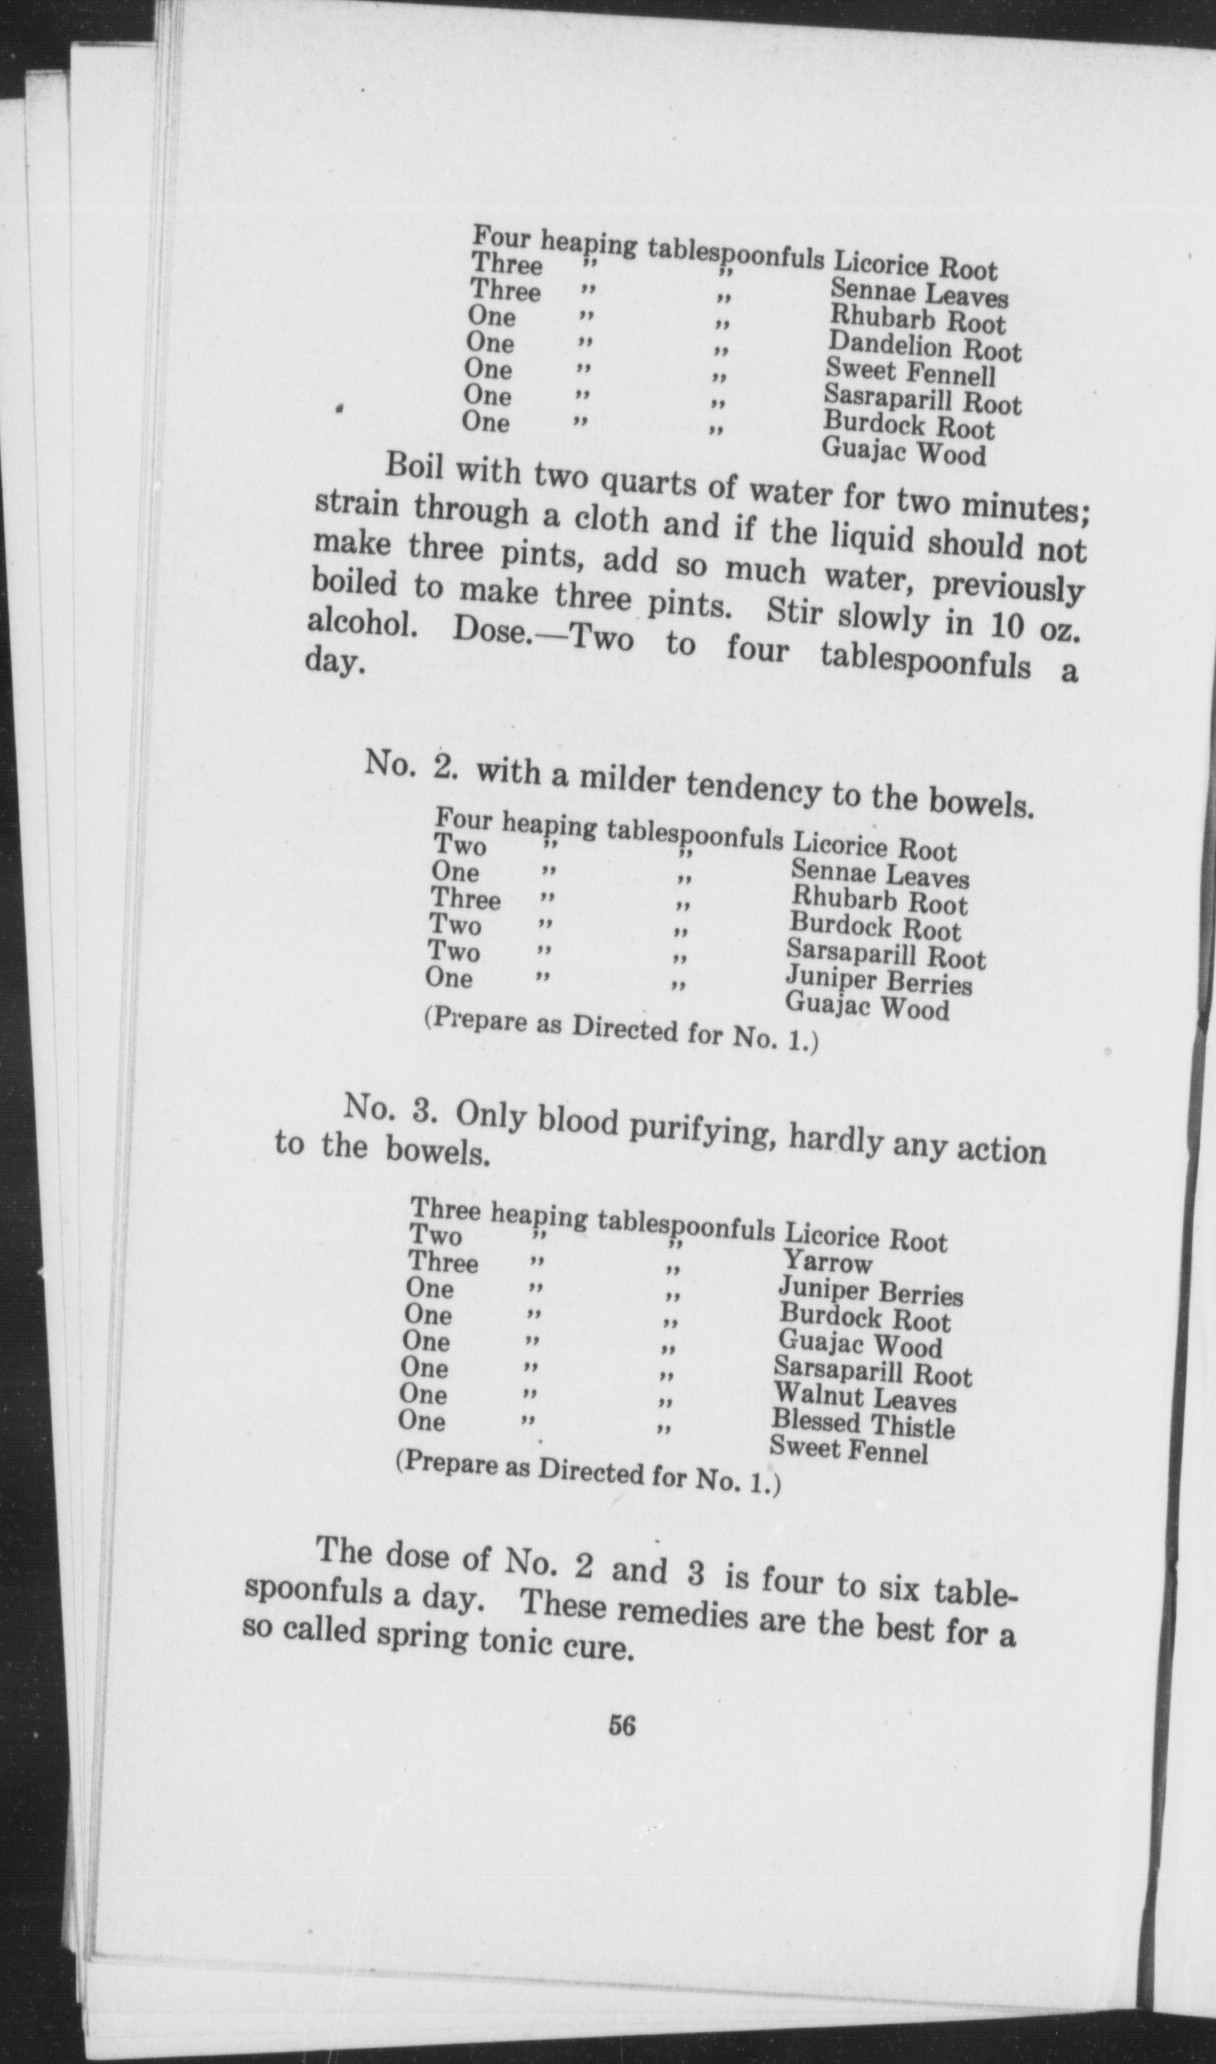 Four heaping tablespoonfuls Licorice Root
Three " " Sennae Leaves
Three " " Rhubarb Root
One " " Dandelion Root
One " " Sweet Fennell
One " " Sasraparill Root
One " " Burdock Root
One " " Guajac Wood
Boil with two quarts of water for two minutes;
strain through a cloth and if the liquid should not
make three pints, add so much water, previously
boiled to make three pints. Stir slowly in 10 oz.
alcohol. Dose.—Two to four tablespoonfuls a
day.
No. 2. with a milder tendency to the bowels.
Four heaping tablespoonfuls Licorice Root
Two " " Sennae Leaves
One " " Rhubarb Root
Three " " Burdock Root
Two " " Sarsaparill Root
Two " " Juniper Berries
One " " Guajac Wood
(Prepare as Directed for No. 1.)
No. 3. Only blood purifying, hardly any action
to the bowels.
Three heaping tablespoonfuls Licorice Root
Two " " Yarrow
Three " " Juniper Berries
One " " Burdock Root
One " " Guajac Wood
One " " Sarsaparill Root
One " " Walnut Leaves
One " " Blessed Thistle
One " " Sweet Fennel
(Prepare as Directed for No. 1.)
The dose of No. 2 and 3 is four to six table-
spoonfuls a day. These remedies are the best for a
so called spring tonic cure.
56